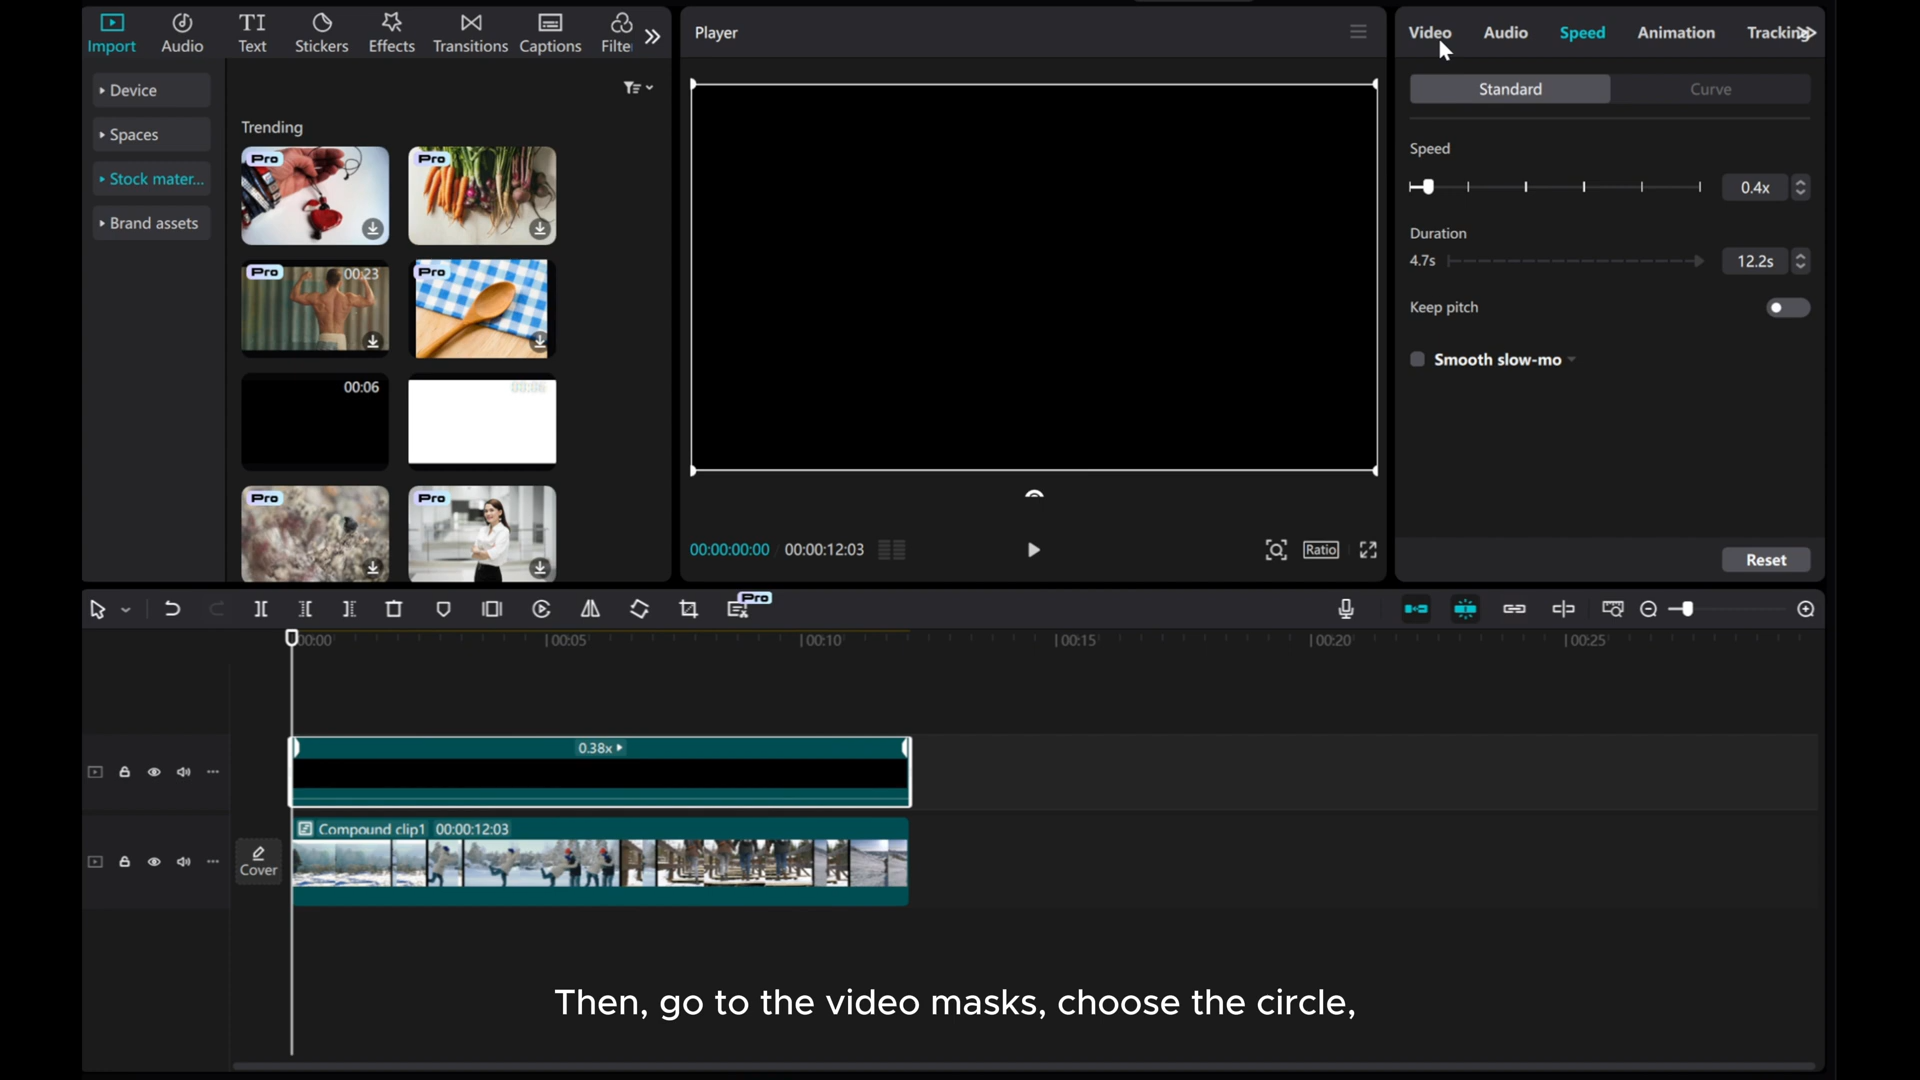 Import
Audio
Text
Stickers
Effects
Transitions
Captions
Filte
Player
Video
Audio
Speed
Animation
Tracking
Device
Spaces
Stock mater...
Brand assets
Trending
Pro
Pro
Pro
00:23
Pro
00:06
00:06
Pro
Pro
00:00:00:00 / 00:00:12:03
Ratio
Standard
Curve
Speed
0.4x
Duration
4.7s
12.2s
Keep pitch
Smooth slow-mo
Reset
Pro
00:00
00:05
00:10
00:15
00:20
00:25
0.38x
Cover
Compound clip1 00:00:12:03
Then, go to the video masks, choose the circle,